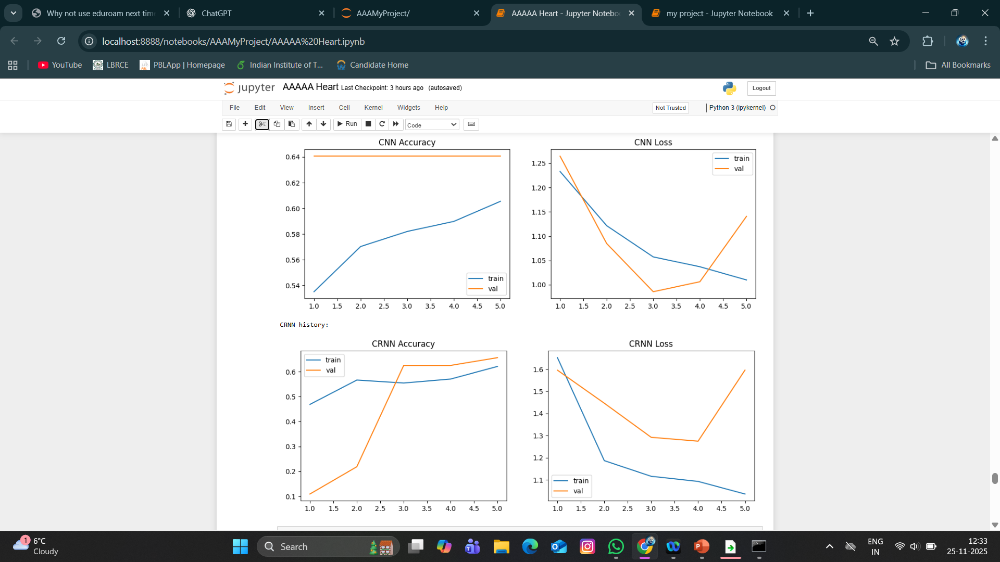 Why not use eduroam next tim
ChatGPT
AAAMyProject/
AAAAA Heart - Jupyter Notebo
my project - Jupyter Notebook
localhost:8888/notebooks/AAAMyProject/AAAAA%20Heart.ipynb
YouTube
LBRCE
PBLApp | Homepage
Indian Institute of T...
Candidate Home
All Bookmarks
jupyter AAAAA Heart Last Checkpoint: 3 hours ago (autosaved)
Logout
File Edit View Insert Cell Kernel Widgets Help
Not Trusted
Python 3 (ipykernel)
Run
Code
CNN Accuracy
0.64
0.62
0.60
0.58
0.56
0.54
train
val
1.0 1.5 2.0 2.5 3.0 3.5 4.0 4.5 5.0
CNN Loss
1.25
1.20
1.15
1.10
1.05
1.00
train
val
1.0 1.5 2.0 2.5 3.0 3.5 4.0 4.5 5.0
CRNN history:
CRNN Accuracy
train
val
0.6
0.5
0.4
0.3
0.2
0.1
1.0 1.5 2.0 2.5 3.0 3.5 4.0 4.5 5.0
CRNN Loss
1.6
1.5
1.4
1.3
1.2
1.1
train
val
1.0 1.5 2.0 2.5 3.0 3.5 4.0 4.5 5.0
1
6°C
Cloudy
Search
ENG
IN
12:33
25-11-2025